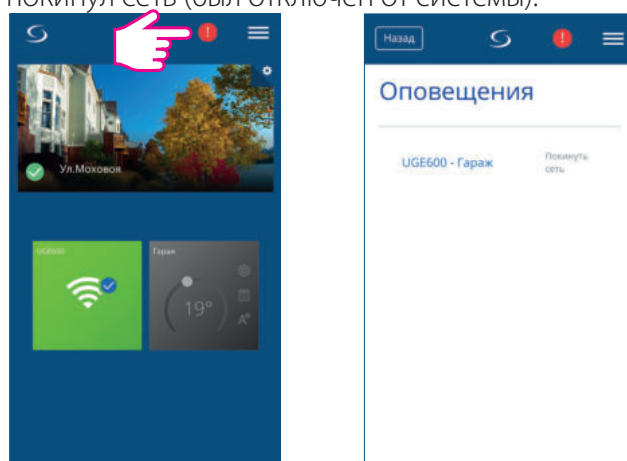 покинул сеть (был отключен от системы).
Ул.Моховоя
UGE600
Гараж
19°
A°
Назад
Оповещения
UGE600 - Гараж
Покинуть
сеть